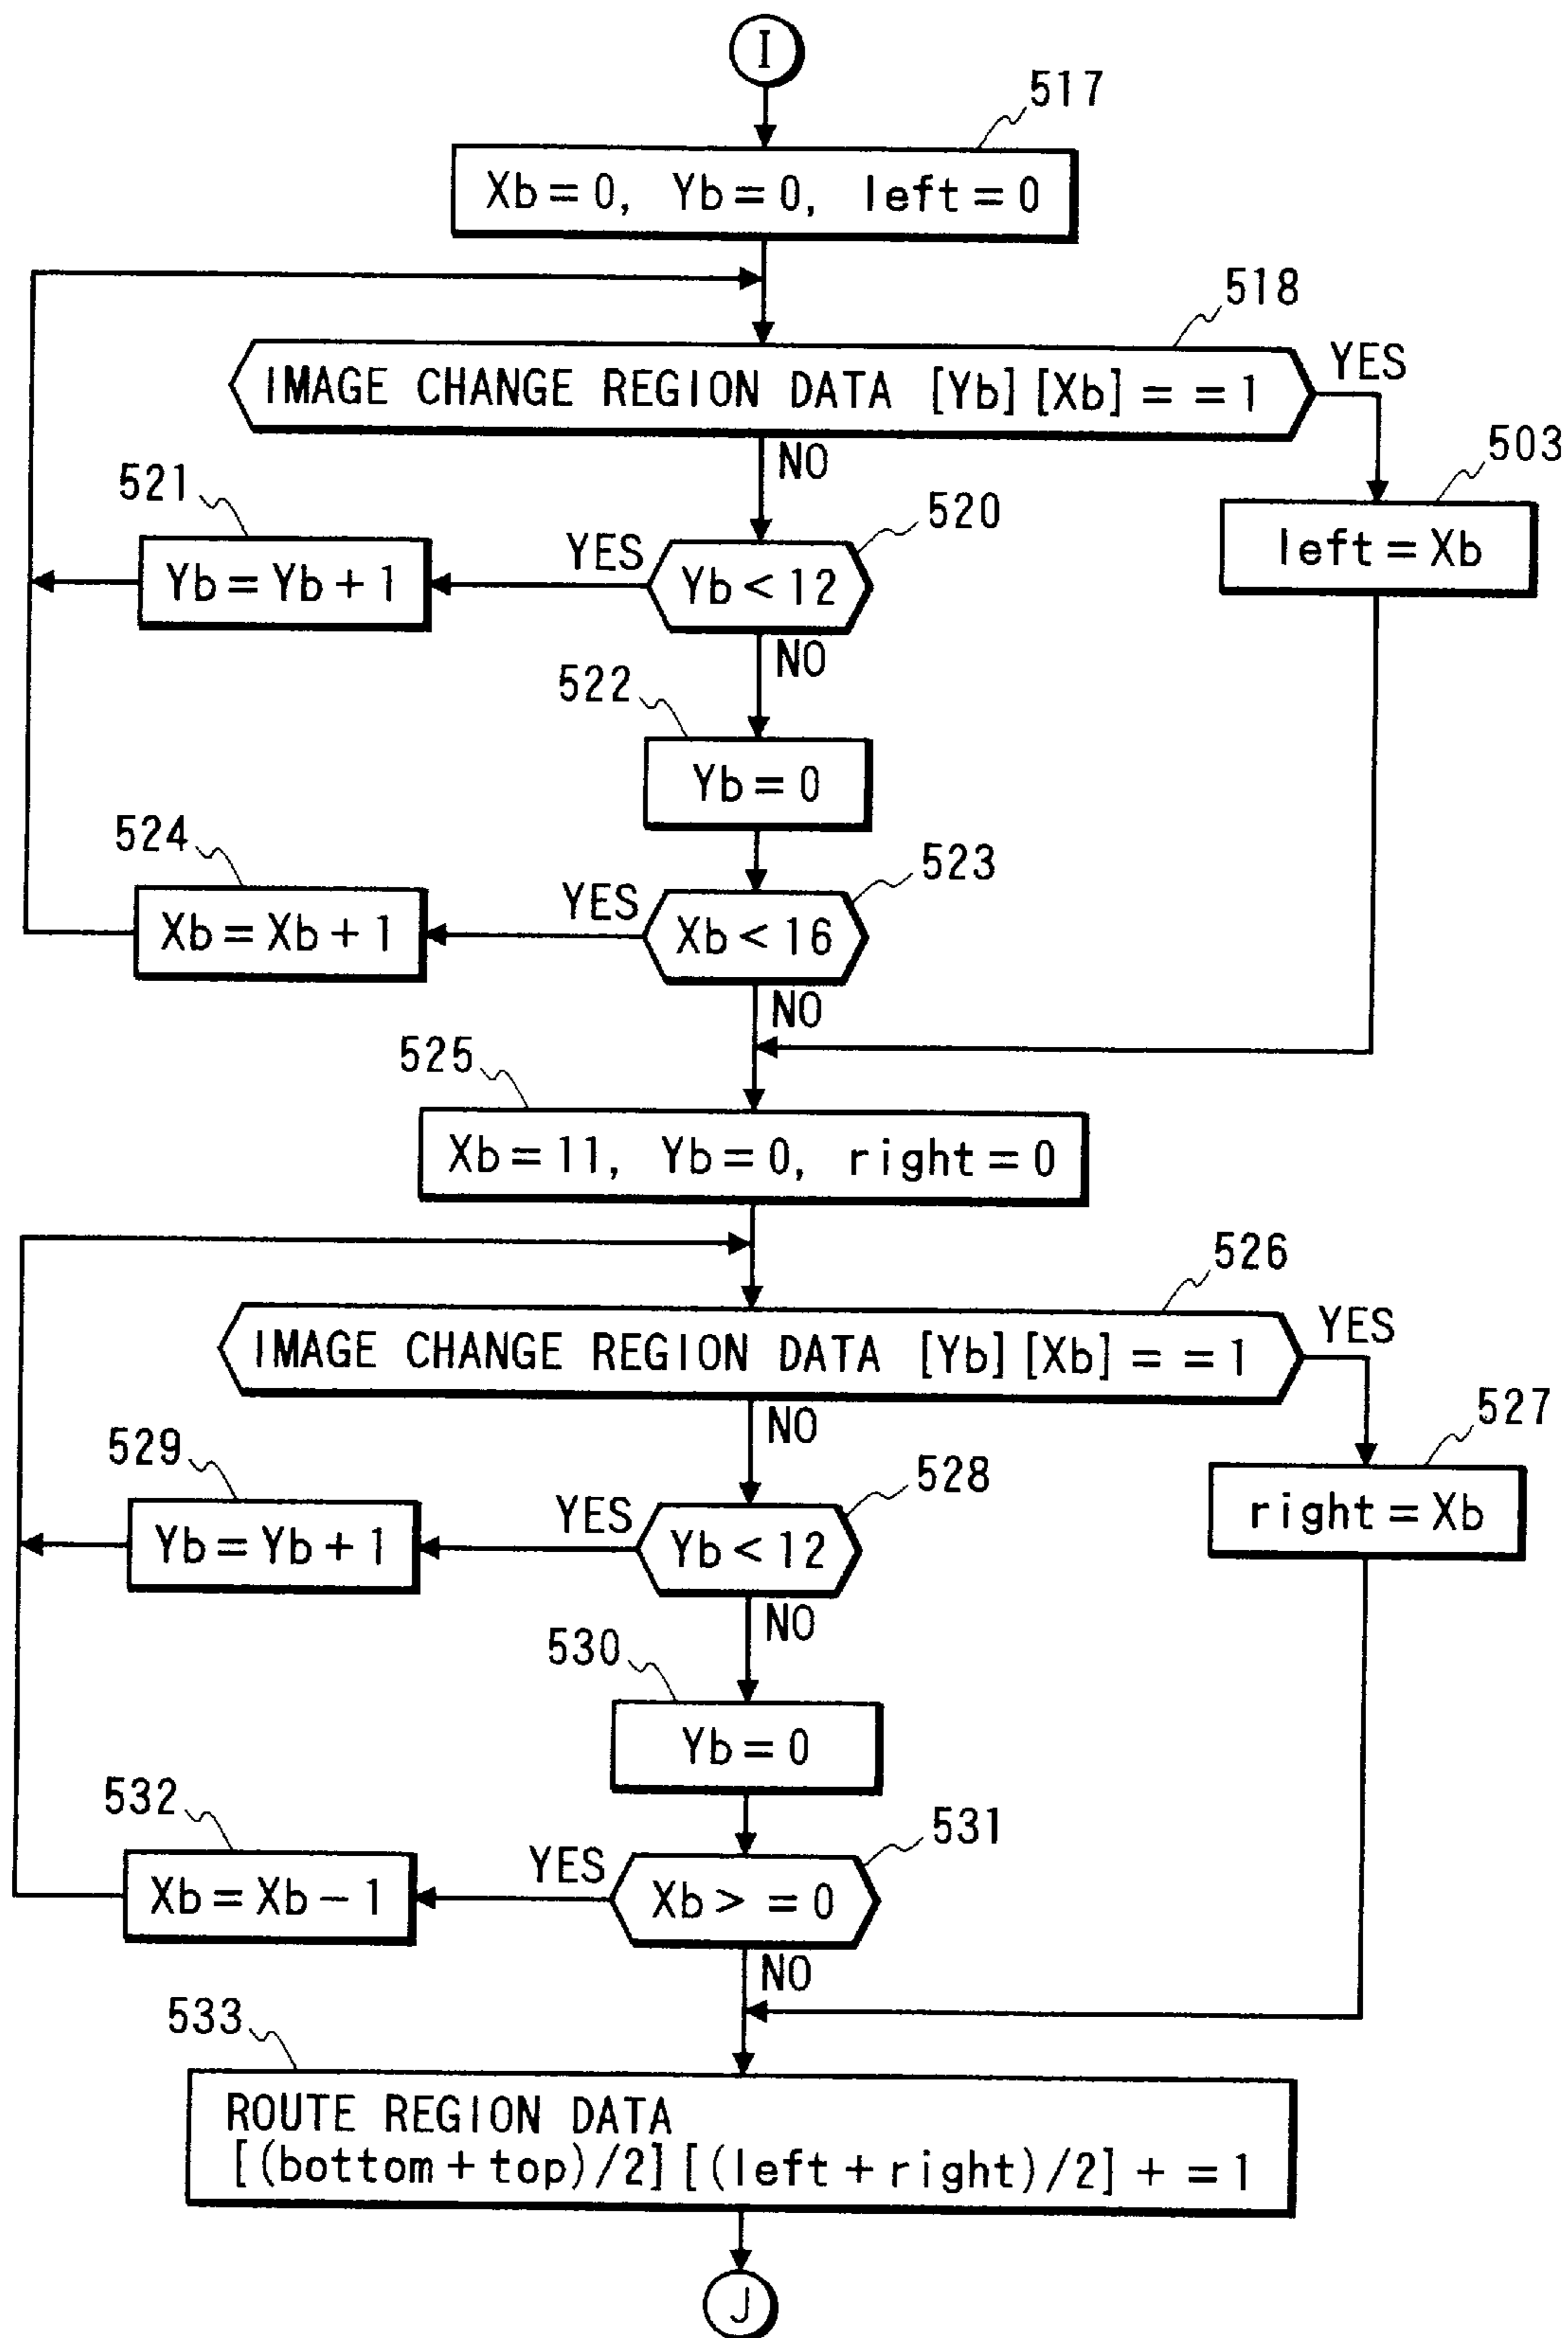 I
517
Xb=0, Yb=0, left=0
518
IMAGE CHANGE REGION DATA [Yb][Xb]==1
YES
NO
503
left=Xb
520
Yb<12
YES
521
Yb=Yb+1
NO
522
Yb=0
523
Xb<16
YES
524
Xb=Xb+1
NO
525
Xb=11, Yb=0, right=0
526
IMAGE CHANGE REGION DATA [Yb][Xb]==1
YES
NO
527
right=Xb
528
Yb<12
YES
529
Yb=Yb+1
NO
530
Yb=0
531
Xb>=0
YES
532
Xb=Xb-1
NO
533
ROUTE REGION DATA
[(bottom+top)/2][(left+right)/2]+=1
J